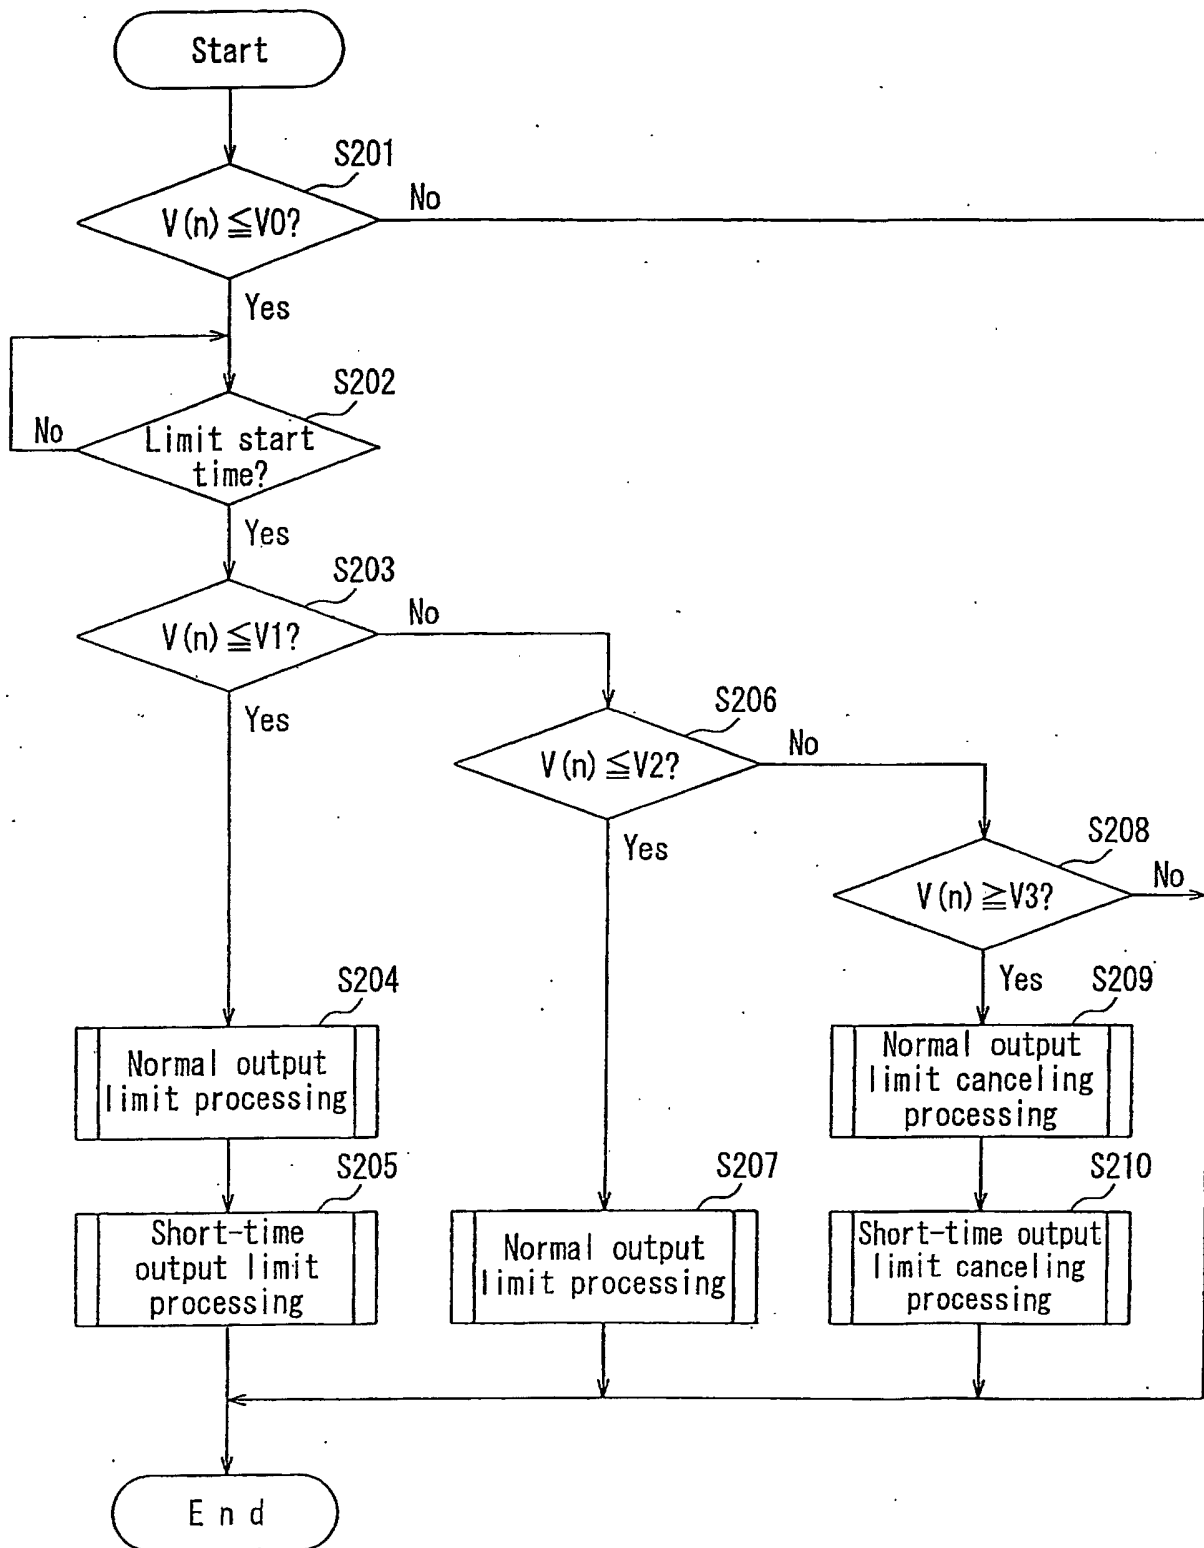 Start
S201
V(n)≦V0?
No
Yes
S202
No
Limit start
time?
Yes
S203
V(n)≦V1?
No
Yes
S206
V(n)≦V2?
No
Yes
S208
V(n)≧V3?
No
Yes
S204
Normal output
limit processing
S209
Normal output
limit canceling
processing
S205
Short-time
output limit
processing
S207
Normal output
limit processing
S210
Short-time output
limit canceling
processing
End